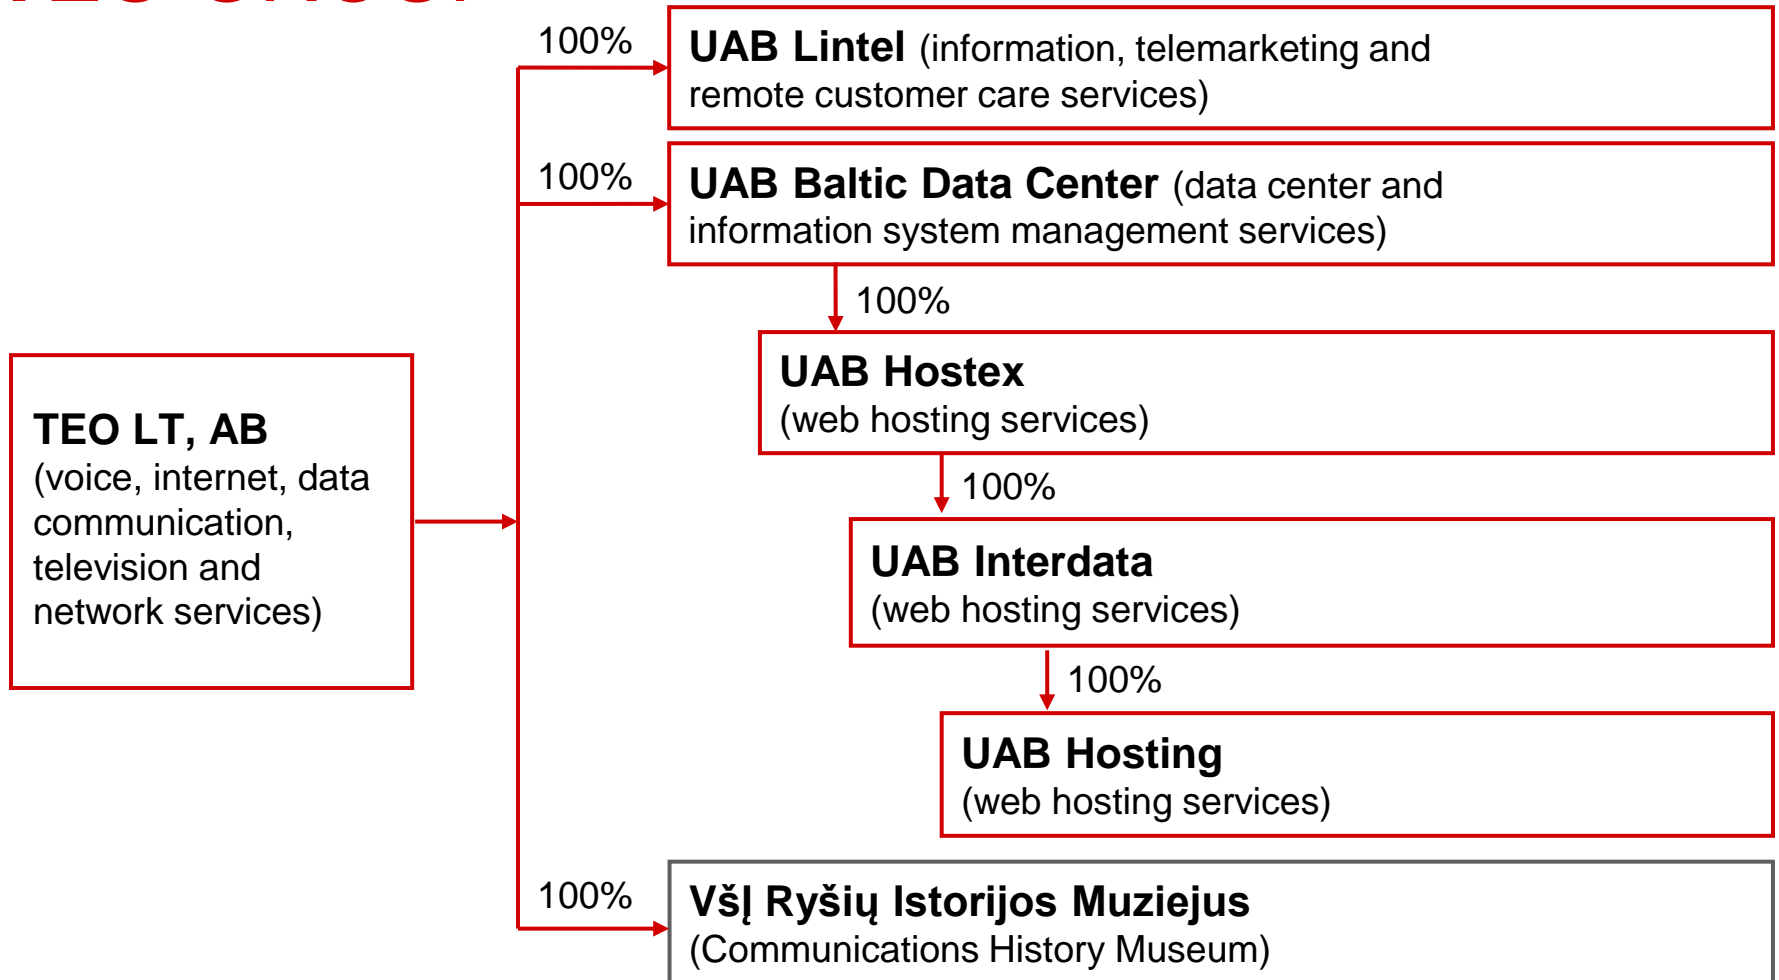 TEO GROUP
100%
UAB Lintel (information, telemarketing and
remote customer care services)
100%
UAB Baltic Data Center (data center and
information system management services)
100%
UAB Hostex
(web hosting services)
TEO LT, AB
(voice, internet, data
communication,
television and
network services)
100%
UAB Interdata
(web hosting services)
100%
UAB Hosting
(web hosting services)
100%
VšĮ Ryšių Istorijos Muziejus
(Communications History Museum)